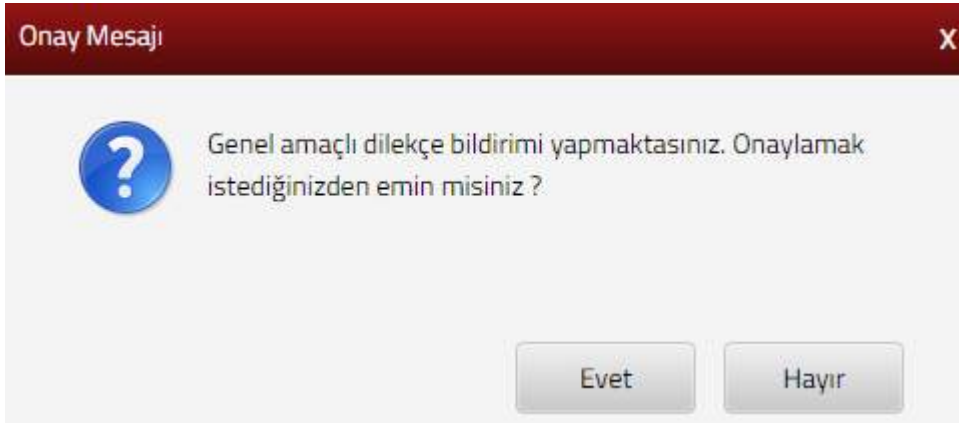 Onay Mesajı
X
Genel amaçlı dilekçe bildirimi yapmaktasınız. Onaylamak
istediğinizden emin misiniz ?
Evet
Hayır